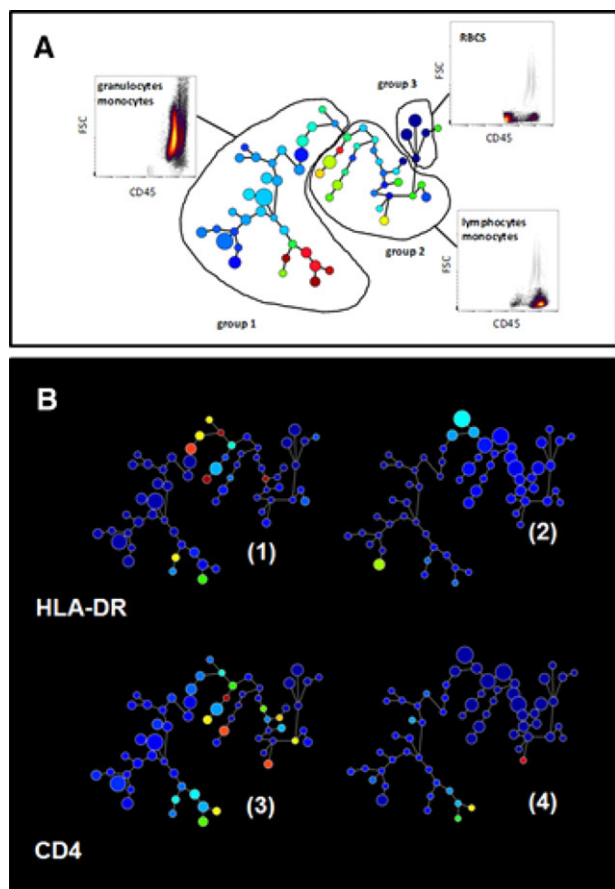 A
granulocytes
monocytes
FSC
CD45
group 1
group 2
group 3
RBCS
FSC
CD45
lymphocytes
monocytes
FSC
CD45
B
(1)
(2)
HLA-DR
(3)
(4)
CD4